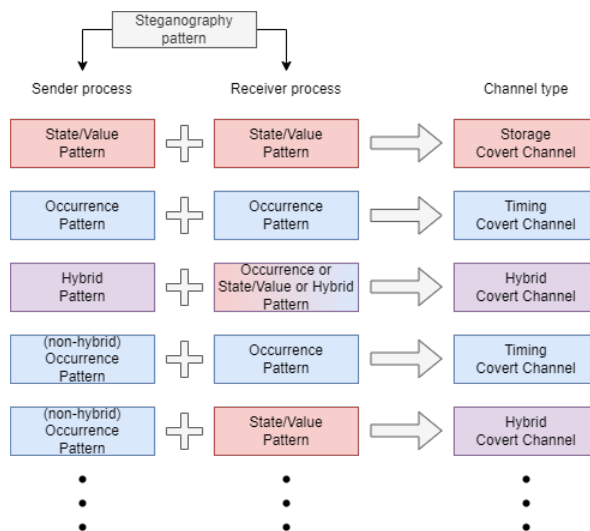 Steganography
pattern
Sender process
Receiver process
Channel type
State/Value
Pattern
State/Value
Pattern
Storage
Covert Channel
Occurrence
Pattern
Occurrence
Pattern
Timing
Covert Channel
Hybrid
Pattern
Occurrence or
State/Value or Hybrid
Pattern
Hybrid
Covert Channel
(non-hybrid)
Occurrence
Pattern
Occurrence
Pattern
Timing
Covert Channel
(non-hybrid)
Occurrence
Pattern
State/Value
Pattern
Hybrid
Covert Channel